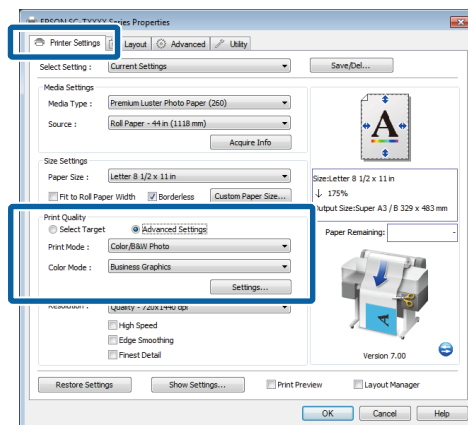 EPSON SC-TXXXX Series Properties
Printer Settings Layout Advanced Utility
Select Setting : Current Settings Save/Del...
Media Settings
Media Type : Premium Luster Photo Paper (260)
Source : Roll Paper - 44 in (1118 mm)
Acquire Info
Size Settings
Paper Size : Letter 8 1/2 x 11 in
Fit to Roll Paper Width Borderless Custom Paper Size...
A
Size:Letter 8 1/2 x 11 in
↓ 175%
Output Size:Super A3 / B 329 x 483 mm
Print Quality
Select Target Advanced Settings
Print Mode : Color/B&W Photo
Color Mode : Business Graphics
Settings...
Paper Remaining: -
Resolution : Quality - 720x1440 dpi
High Speed
Edge Smoothing
Finest Detail
A
Version 7.00
Restore Settings Show Settings... Print Preview Layout Manager
OK Cancel Help